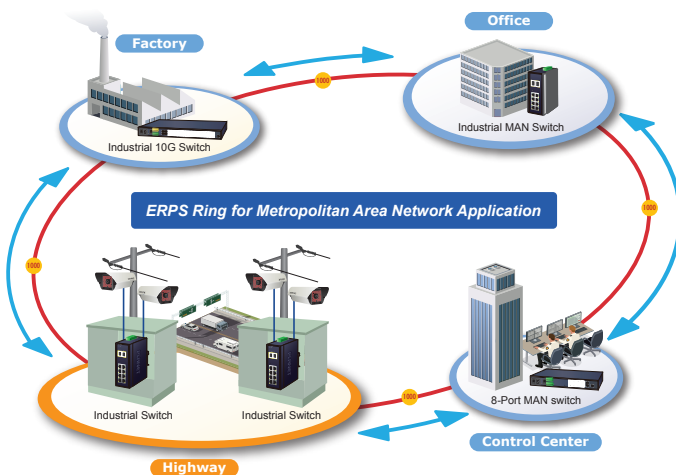 Factory
Office
1000
Industrial 10G Switch
Industrial MAN Switch
ERPS Ring for Metropolitan Area Network Application
1000
1000
Industrial Switch
Industrial Switch
1000
8-Port MAN switch
Control Center
Highway